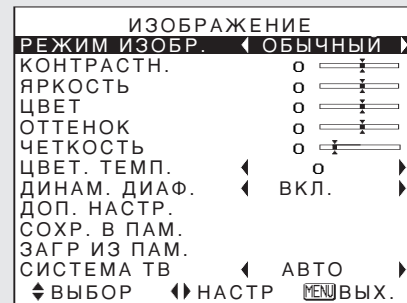 ИЗОБРАЖЕНИЕ
РЕЖИМ ИЗОБР. ОБЫЧНЫЙ
КОНТРАСТН. 0
ЯРКОСТЬ 0
ЦВЕТ 0
ОТТЕНОК 0
ЧЕТКОСТЬ 0
ЦВЕТ. ТЕМП. 0
ДИНАМ. ДИАФ. ВКЛ.
ДОП. НАСТР.
СОХР. В ПАМ.
ЗАГР ИЗ ПАМ.
СИСТЕМА ТВ АВТО
ВЫБОР НАСТР MENU ВЫХ.